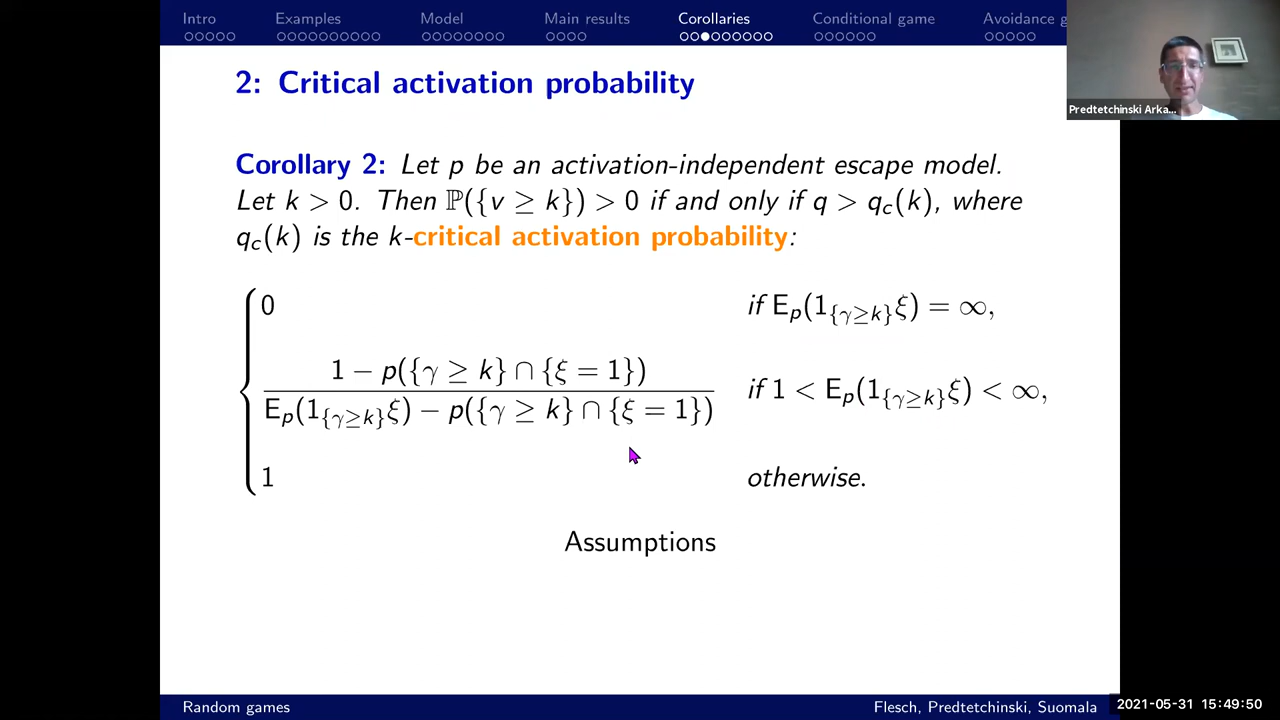 Intro Examples Model Main results Corollaries Conditional game Avoidance g
2: Critical activation probability
Predtetchinski Arka...
Corollary 2: Let p be an activation-independent escape model.
Let k > 0. Then ℙ({v ≥ k}) > 0 if and only if q > q_c(k), where
q_c(k) is the k-critical activation probability:
0 if E_p(1_{γ≥k}ξ) = ∞,
1 − p({γ ≥ k} ∩ {ξ = 1})
E_p(1_{γ≥k}ξ) − p({γ ≥ k} ∩ {ξ = 1}) if 1 < E_p(1_{γ≥k}ξ) < ∞,
1 otherwise.
Assumptions
Random games Flesch, Predtetchinski, Suomala 2021-05-31 15:49:50